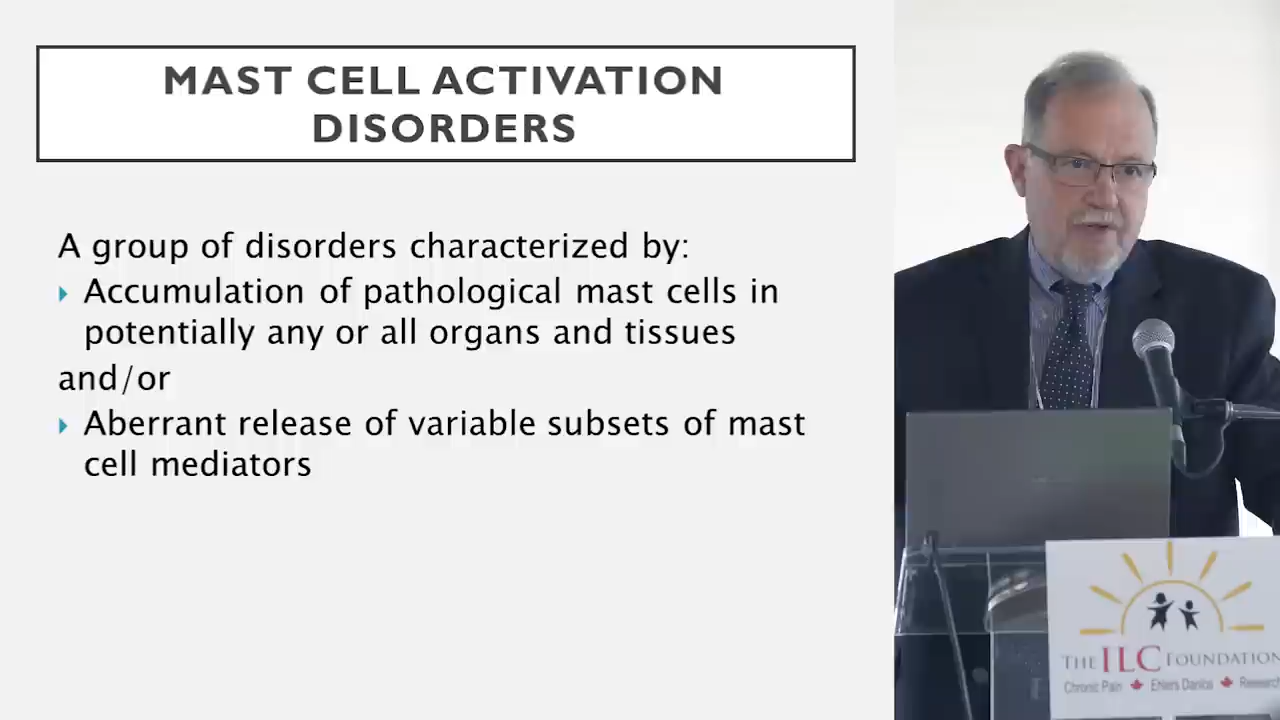 MAST CELL ACTIVATION
DISORDERS
A group of disorders characterized by:
Accumulation of pathological mast cells in
potentially any or all organs and tissues
and/or
Aberrant release of variable subsets of mast
cell mediators
THE ILC FOUNDATION
Chronic Pain Ehlers Danlos Research